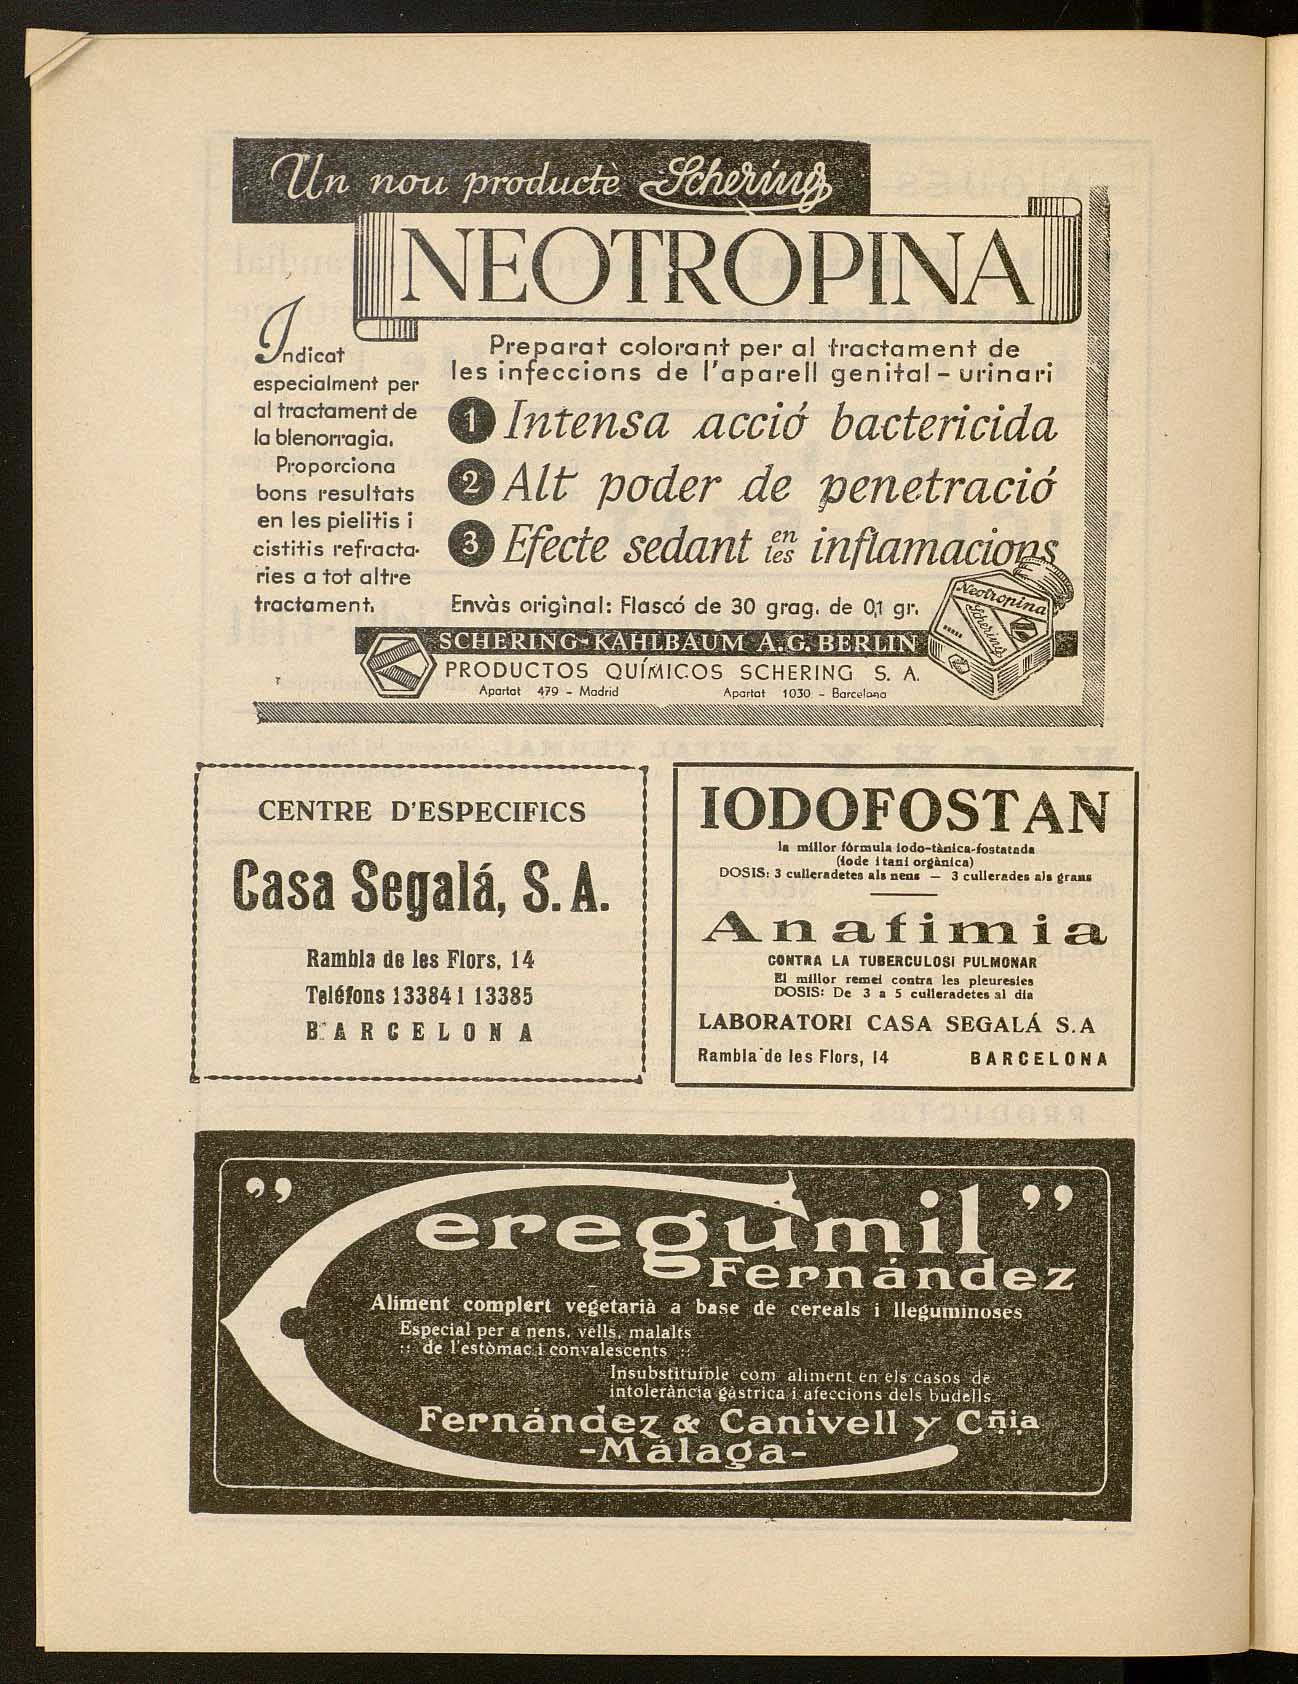 Un nou producte Schering
NEOTROPINA
Indicat
especialment per
al tractament de
la blenorragia.
Proporciona
bons resultats
en les pielitis i
cistitis refracta-
ries a tot altre
tractament.
Preparat colorant per al tractament de
les infeccions de l'aparell genital - urinari
1 Intensa acció bactericida
2 Alt poder de penetració
3 Efecte sedant en les inflamacions
Envàs original: Flascó de 30 grag. de 0,1 gr.
Neotropina
Schering
SCHERING-KAHLBAUM A.G. BERLIN
PRODUCTOS QUÍMICOS SCHERING S. A.
Apartat 479 - Madrid Apartat 1030 - Barcelona
CENTRE D'ESPECIFICS
Casa Segalá, S. A.
Rambla de les Flors, 14
Telèfons 13384 i 13385
BARCELONA
IODOFOSTAN
la millor fórmula iodo-tànica-fostatada
(iode i tani orgànica)
DOSIS: 3 culleradetes als nens — 3 cullerades als grans
Anafimia
CONTRA LA TUBERCULOSI PULMONAR
El millor remei contra les pleuresies
DOSIS: De 3 a 5 culleradetes al dia
LABORATORI CASA SEGALÁ S. A
Rambla de les Flors, 14 BARCELONA
"Ceregumil"
Fernández
Aliment complert vegetarià a base de cereals i lleguminoses
Especial per a nens, vells, malalts
:: de l'estòmac i convalescents ::
Insubstituïble com aliment en els casos de
intolerància gàstrica i afeccions dels budells
Fernández & Canivell y Cñia
-Málaga-